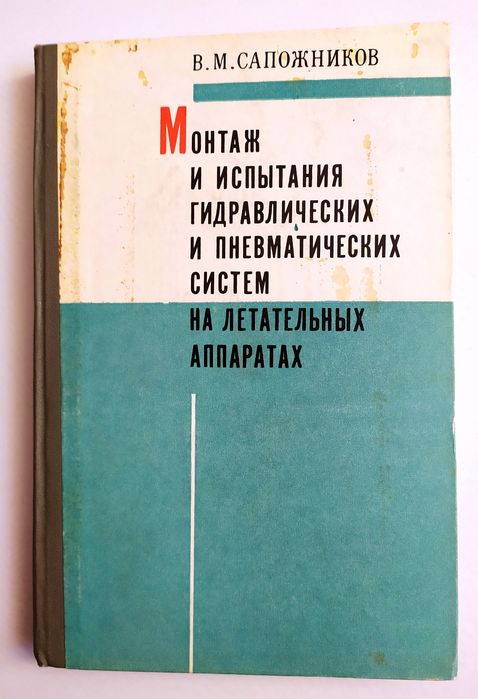 В. М. САПОЖНИКОВ
Монтаж
и испытания
гидравлических
и пневматических
систем
на летательных
аппаратах